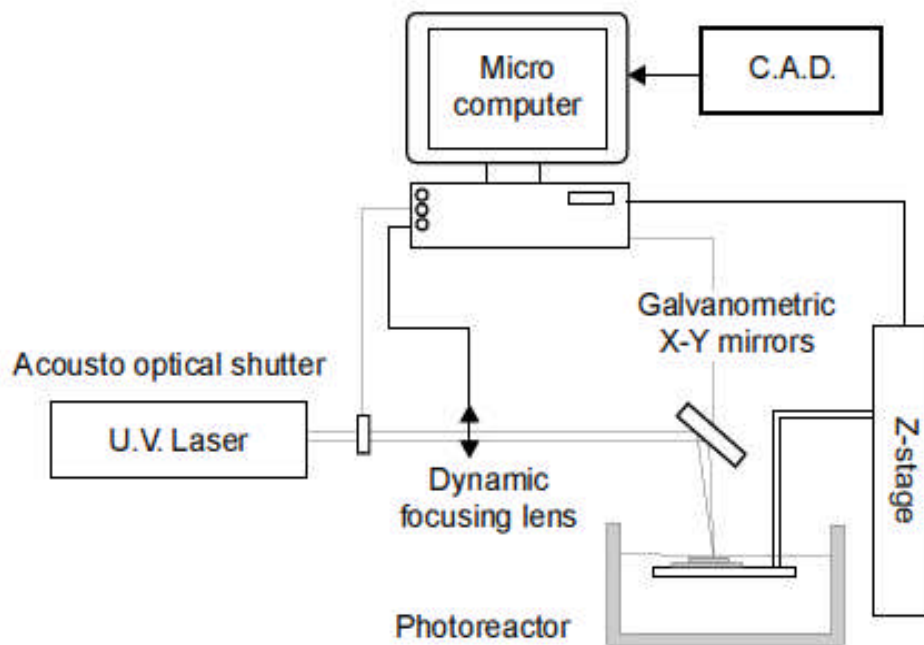 Micro
computer
C.A.D.
Galvanometric
X-Y mirrors
Acousto optical shutter
U.V. Laser
Dynamic
focusing lens
Z-stage
Photoreactor